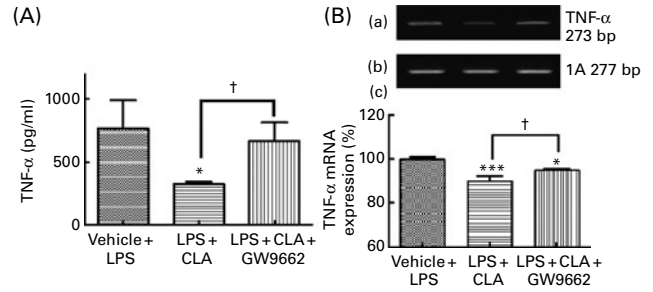 (A)
TNF-α (pg/ml)
1000
500
0
†
*
Vehicle+
LPS
LPS+
CLA
LPS+CLA+
GW9662
(B)
(a)
TNF-α
273 bp
(b)
1A 277 bp
(c)
TNF-α mRNA
expression (%)
120
100
80
60
†
***
*
Vehicle+
LPS
LPS+
CLA
LPS+CLA+
GW9662